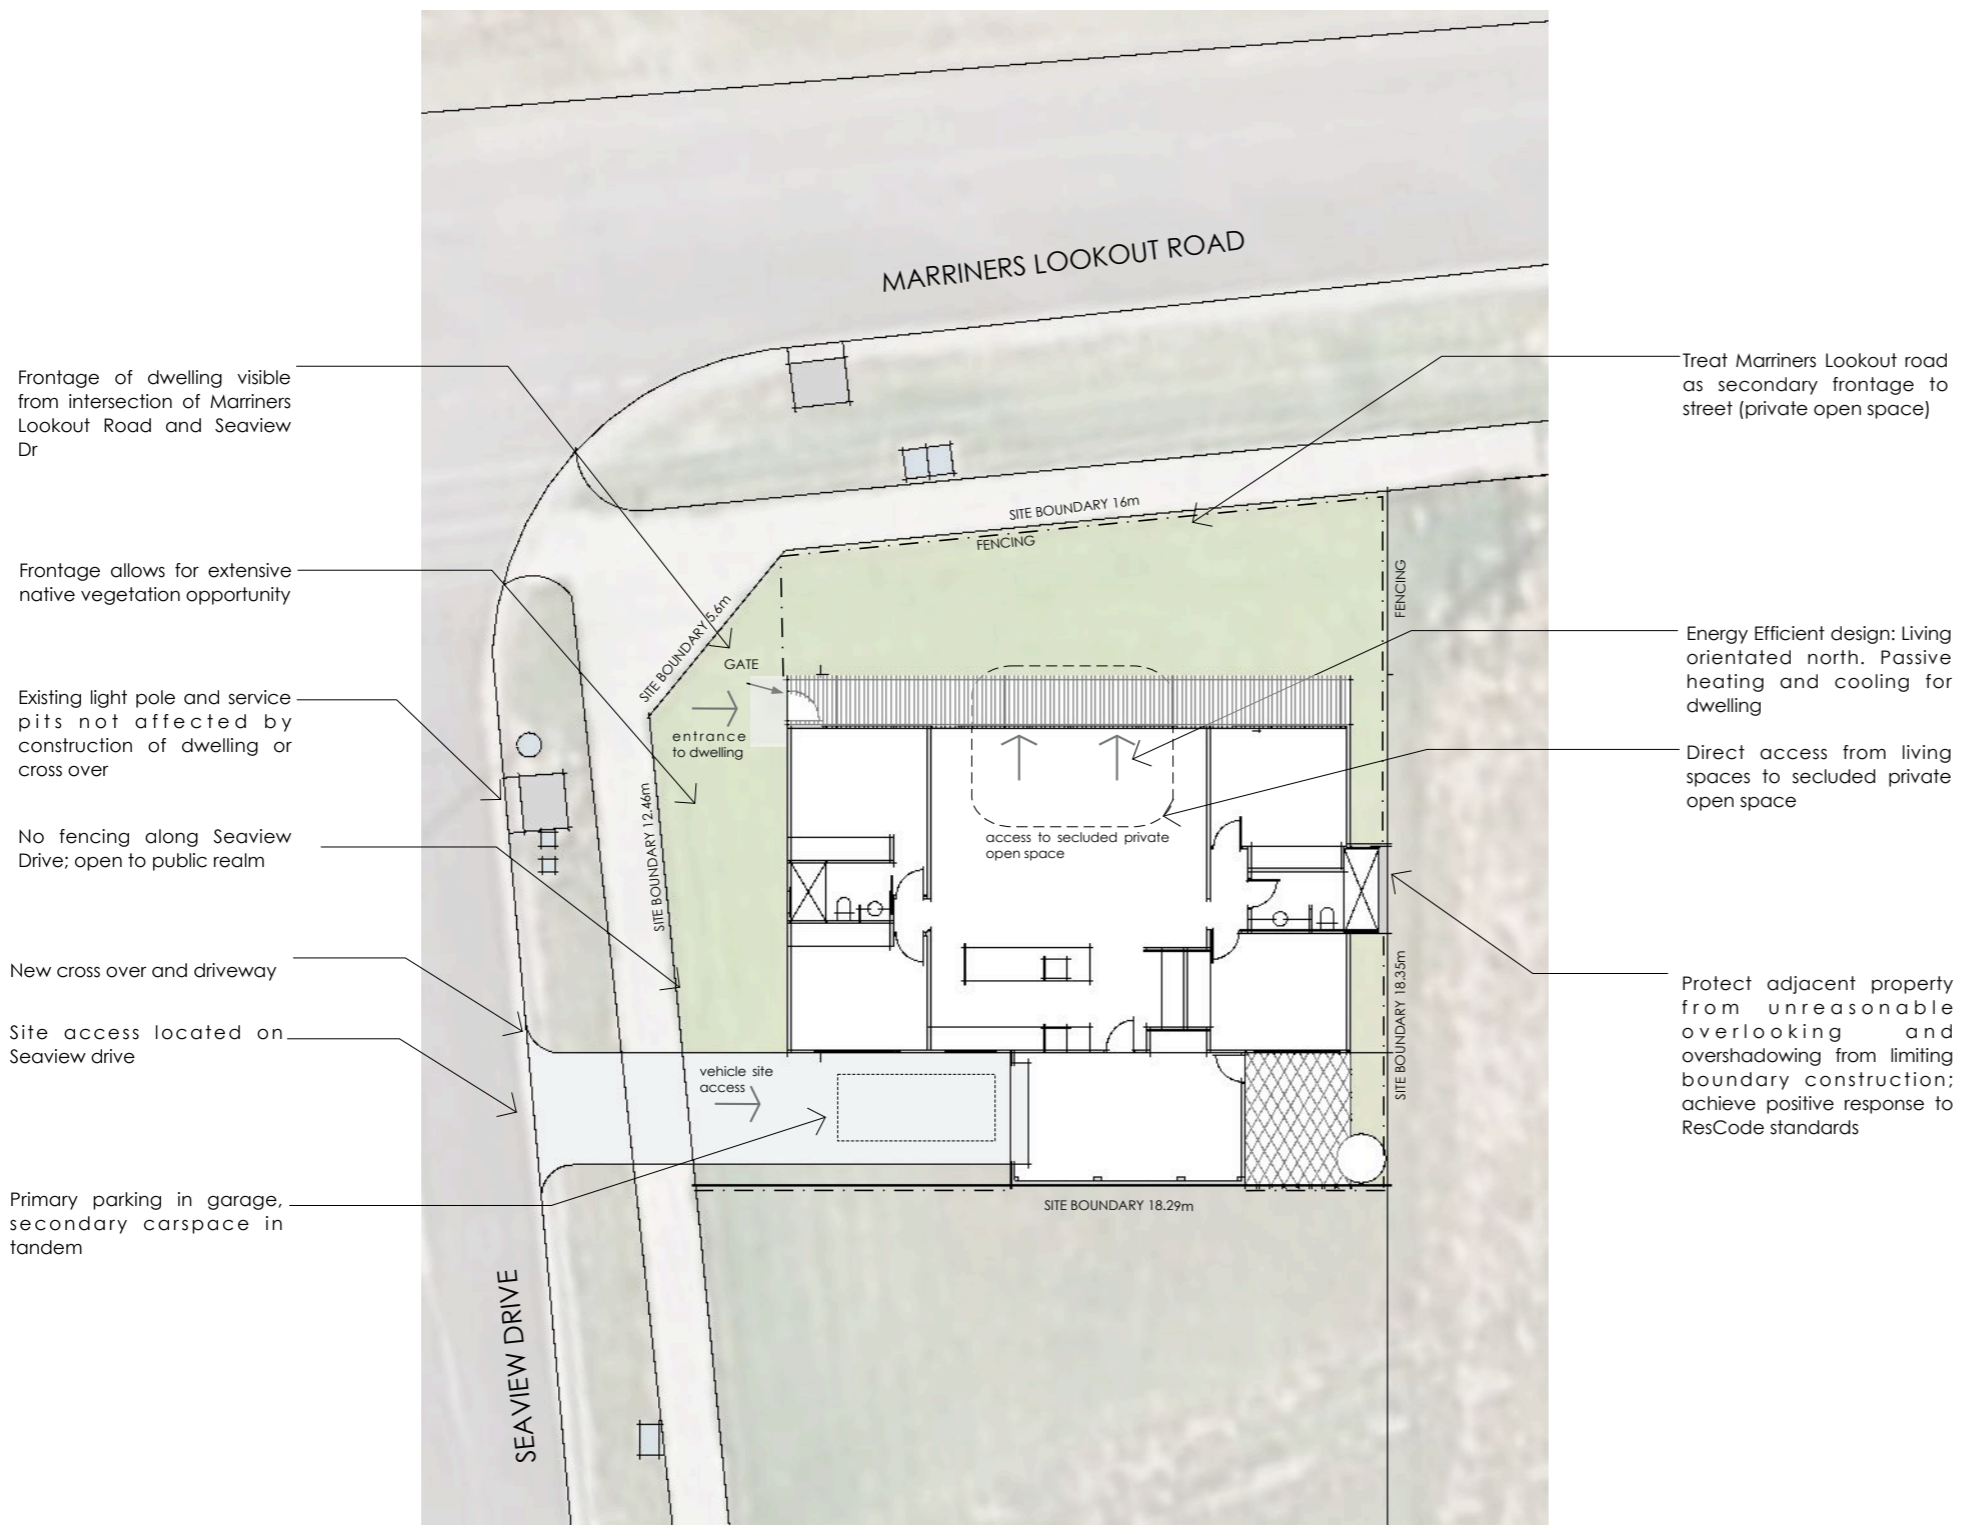 MARRINERS LOOKOUT ROAD
Frontage of dwelling visible
from intersection of Marriners
Lookout Road and Seaview
Dr
Frontage allows for extensive
native vegetation opportunity
Existing light pole and service
pits not affected by
construction of dwelling or
cross over
No fencing along Seaview
Drive; open to public realm
New cross over and driveway
Site access located on
Seaview drive
Primary parking in garage,
secondary carspace in
tandem
SITE BOUNDARY 16m
FENCING
FENCING
SITE BOUNDARY 5.6m
GATE
entrance
to dwelling
SITE BOUNDARY 12.46m
access to secluded private
open space
SITE BOUNDARY 18.35m
vehicle site
access
SITE BOUNDARY 18.29m
SEAVIEW DRIVE
Treat Marriners Lookout road
as secondary frontage to
street (private open space)
Energy Efficient design: Living
orientated north. Passive
heating and cooling for
dwelling
Direct access from living
spaces to secluded private
open space
Protect adjacent property
from unreasonable
overlooking and
overshadowing from limiting
boundary construction;
achieve positive response to
ResCode standards